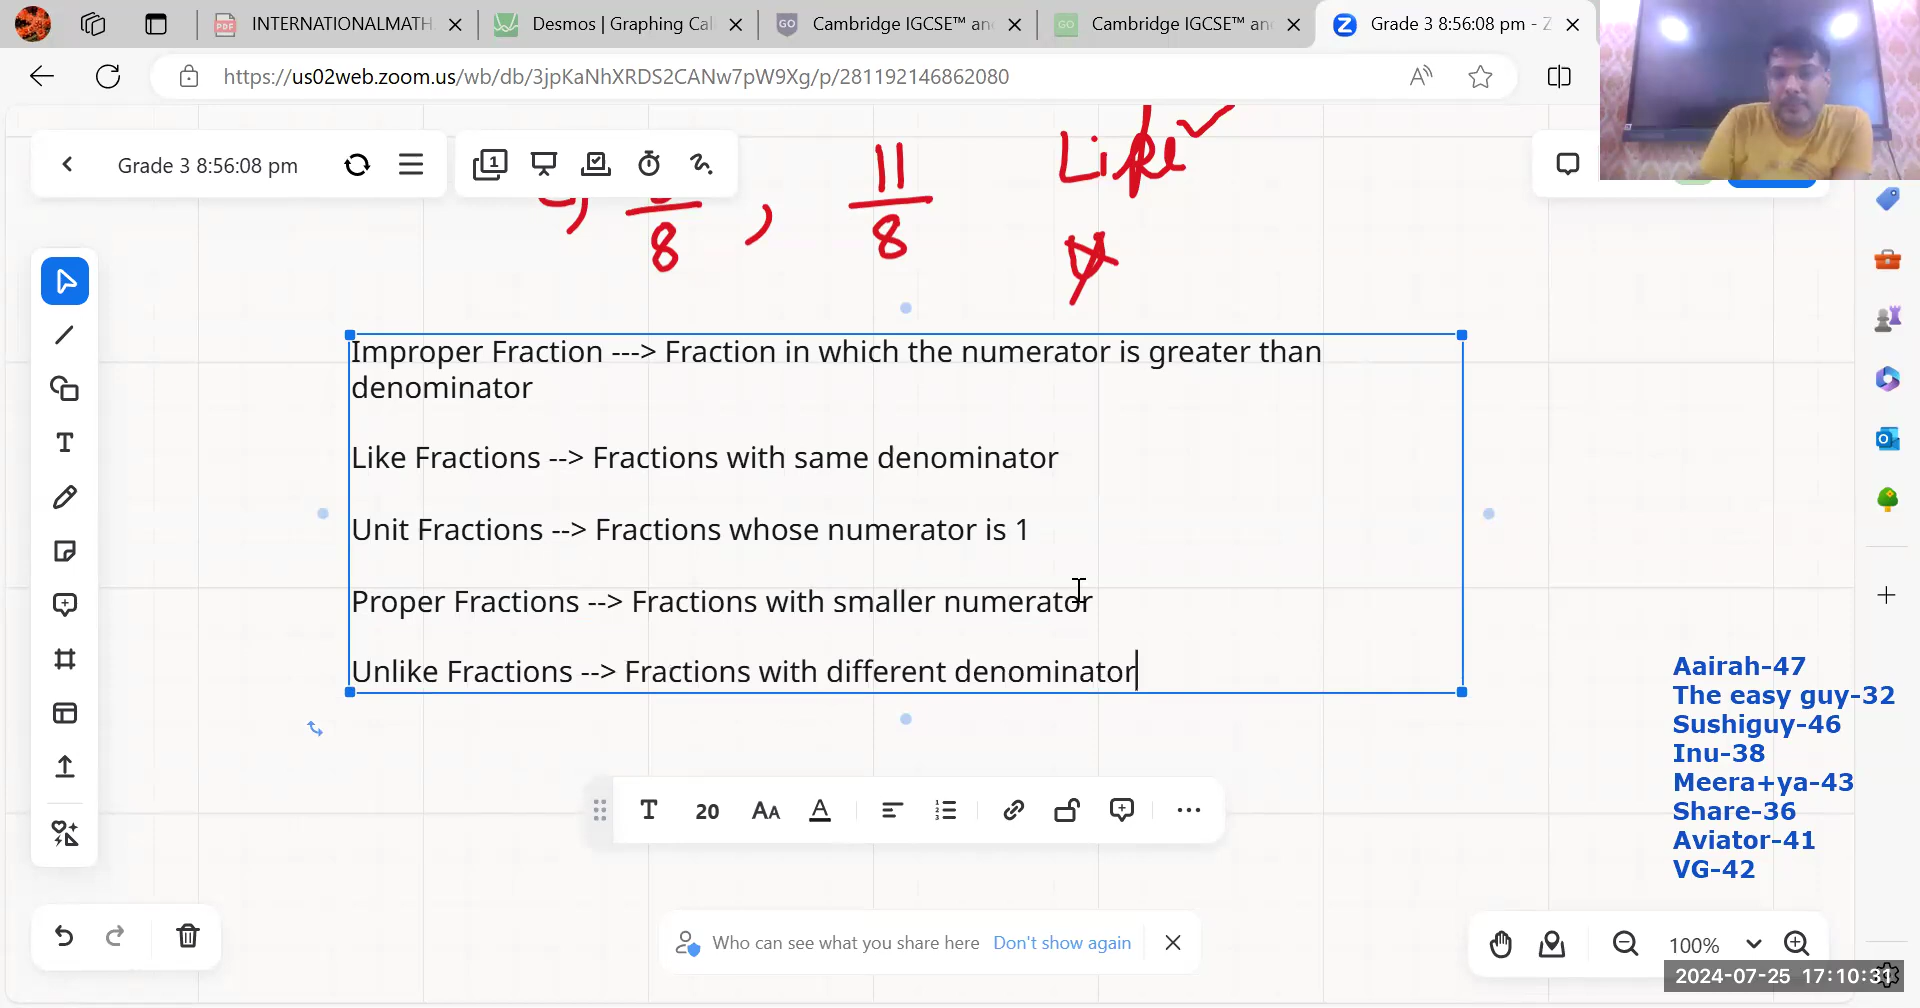 INTERNATIONALMATH
Desmos | Graphing Cal
Cambridge IGCSE™ an
Cambridge IGCSE™ an
Grade 3 8:56:08 pm - Z
https://us02web.zoom.us/wb/db/3jpKaNhXRDS2CANw7pW9Xg/p/281192146862080
Grade 3 8:56:08 pm
1
8 , 11/8
Like ✓
Improper Fraction ---> Fraction in which the numerator is greater than
denominator
Like Fractions --> Fractions with same denominator
Unit Fractions --> Fractions whose numerator is 1
Proper Fractions --> Fractions with smaller numerator
Unlike Fractions --> Fractions with different denominator
Aairah-47
The easy guy-32
Sushiguy-46
Inu-38
Meera+ya-43
Share-36
Aviator-41
VG-42
20
Who can see what you share here Don't show again
100%
2024-07-25 17:10:31